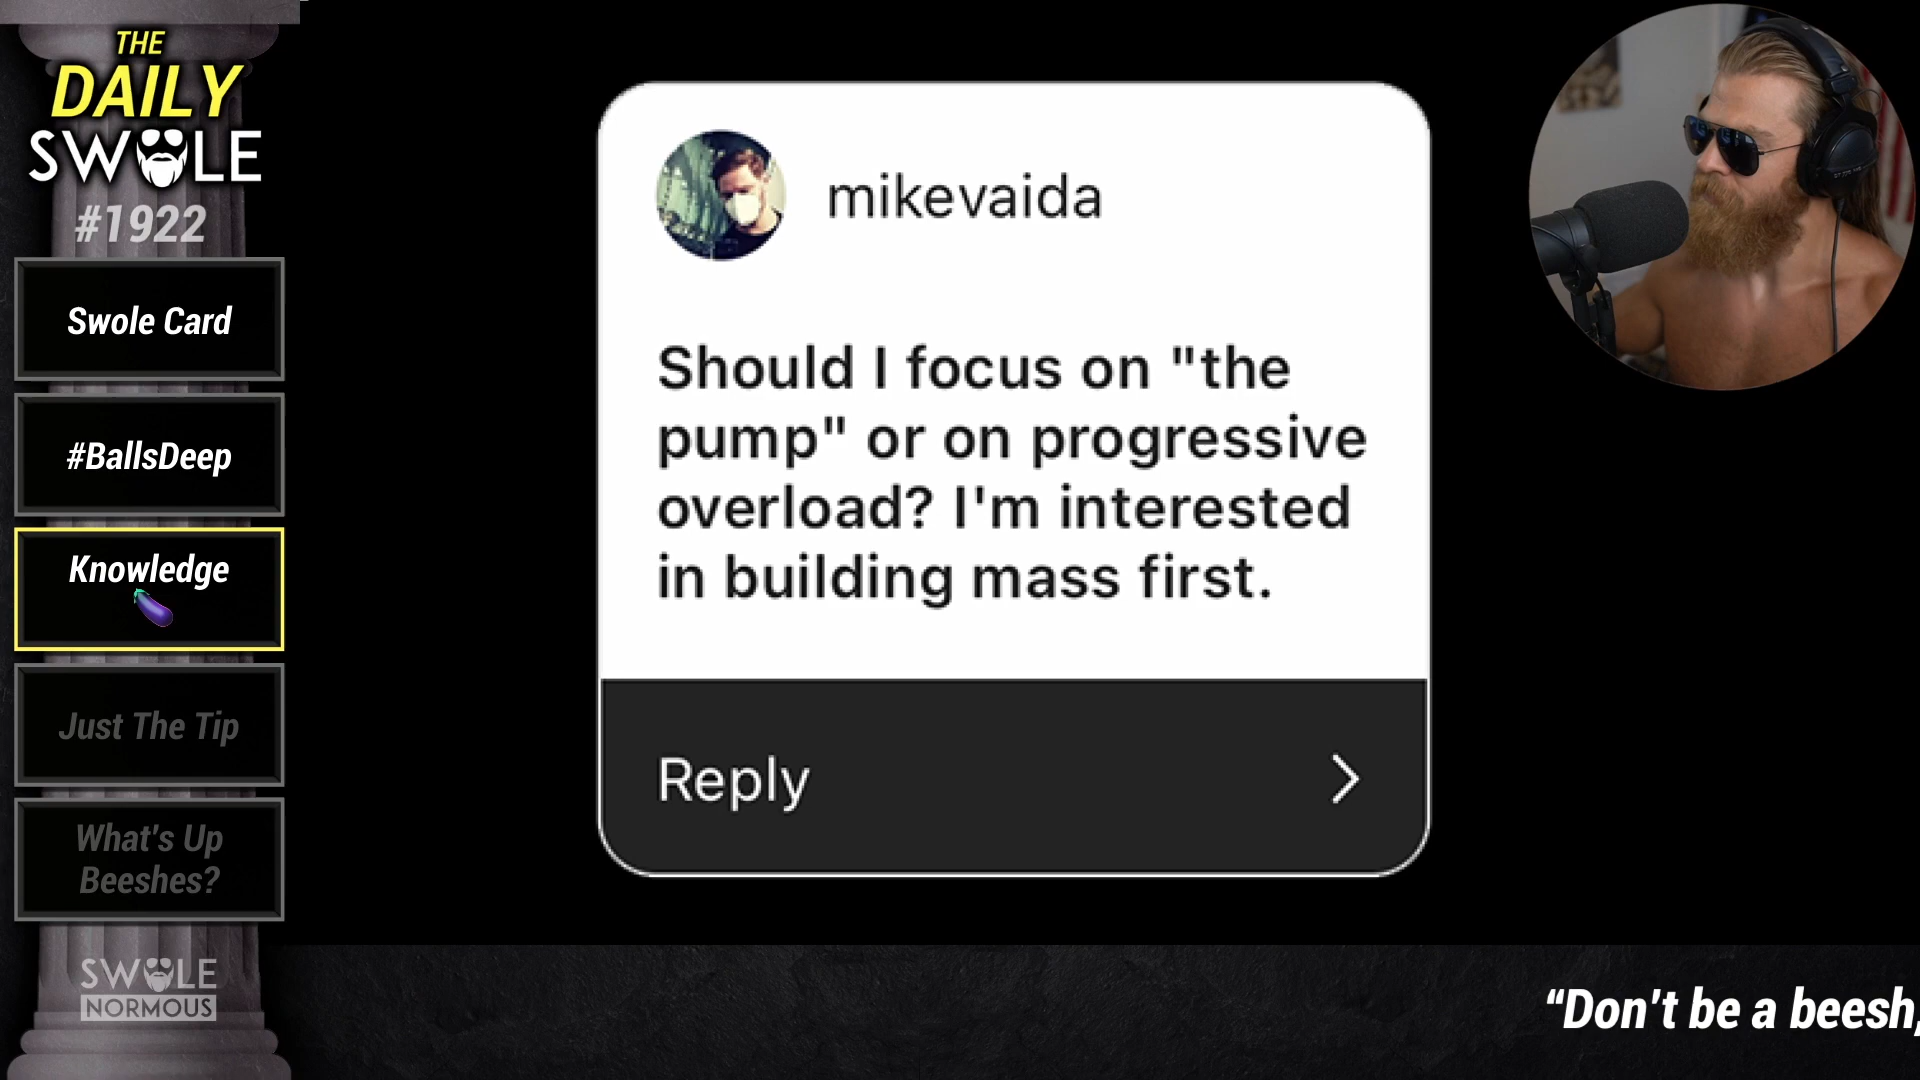 THE
DAILY
SWOLE
#1922
Swole Card
#BallsDeep
Knowledge
Just The Tip
What's Up
Beeshes?
SWOLE
NORMOUS
mikevaida
Should I focus on "the
pump" or on progressive
overload? I'm interested
in building mass first.
Reply
“Don't be a beesh,